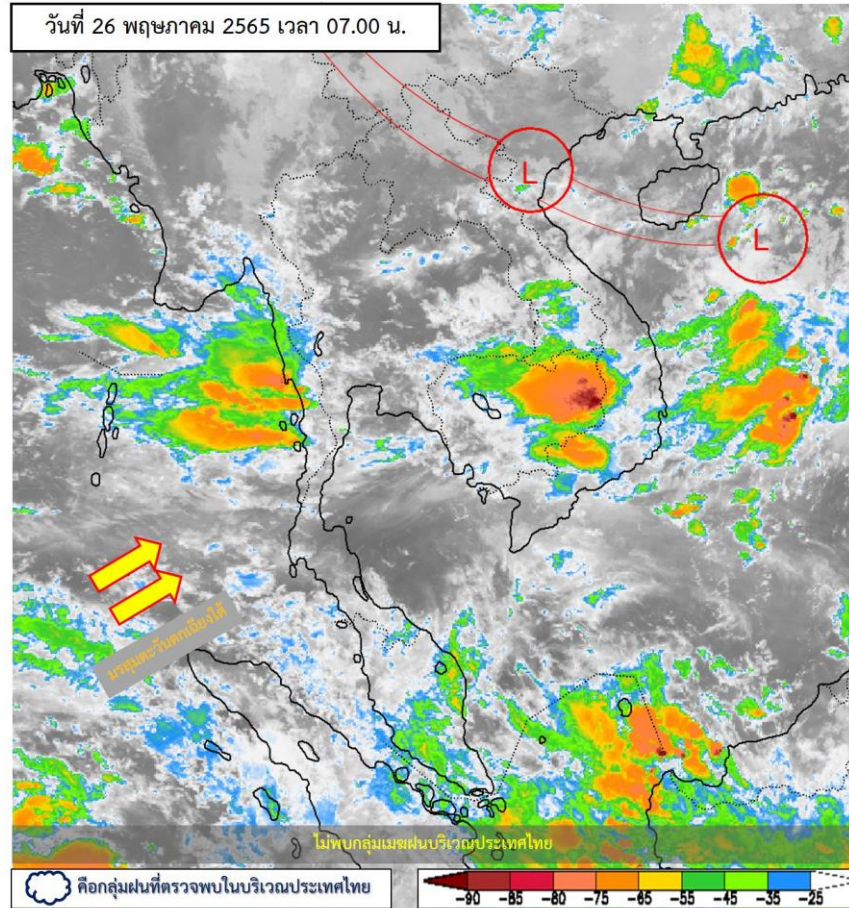 วันที่ 26 พฤษภาคม 2565 เวลา 07.00 น.
L
L
มรสุมตะวันตกเฉียงใต้
ไม่พบกลุ่มเมฆฝนบริเวณประเทศไทย
คือกลุ่มฝนที่ตรวจพบในบริเวณประเทศไทย
-90 -85 -80 -75 -65 -55 -45 -35 -25